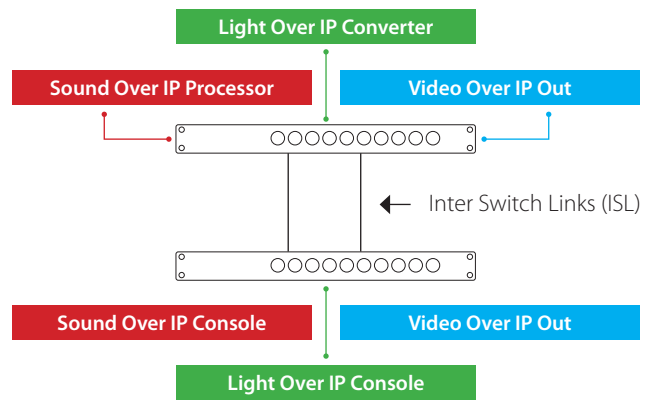 Light Over IP Converter
Sound Over IP Processor
Video Over IP Out
Inter Switch Links (ISL)
Sound Over IP Console
Video Over IP Out
Light Over IP Console